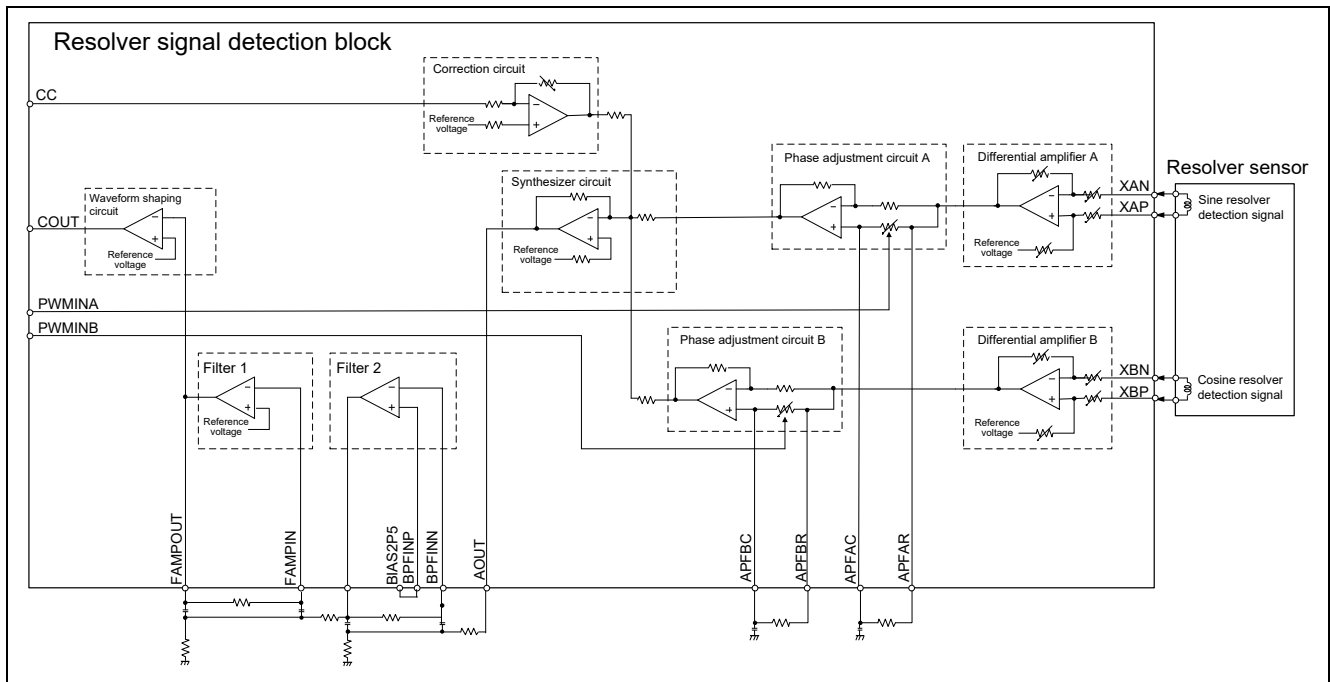 Resolver signal detection block
Correction circuit
CC
Reference
voltage
Phase adjustment circuit A
Differential amplifier A
Resolver sensor
XAN
XAP
Sine resolver
detection signal
Reference
voltage
Synthesizer circuit
Reference
voltage
Waveform shaping
circuit
COUT
Reference
voltage
PWMINA
PWMINB
Phase adjustment circuit B
Differential amplifier B
XBN
XBP
Cosine resolver
detection signal
Reference
voltage
Filter 1
Reference
voltage
Filter 2
FAMPOUT
FAMPIN
BIAS2P5
BPFINP
BPFINN
AOUT
APFBC
APFBR
APFAC
APFAR